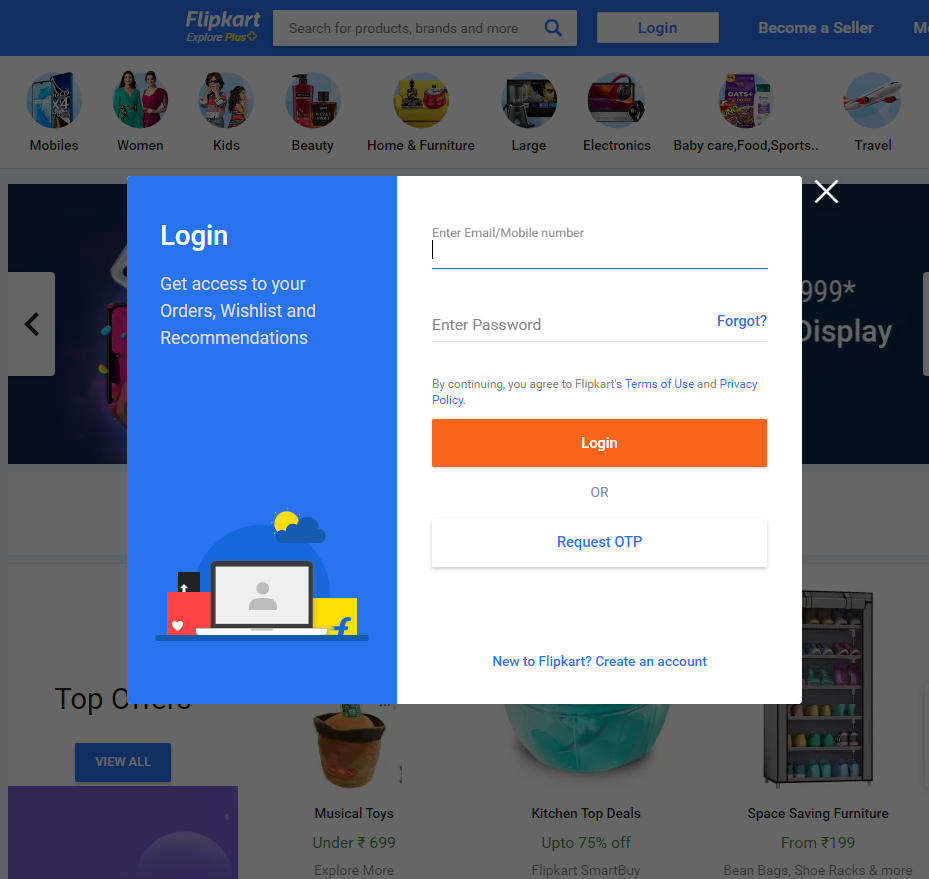 Flipkart
Explore Plus
Search for products, brands and more
Login
Become a Seller
Mobiles
Women
Kids
Beauty
Home & Furniture
Large
Electronics
Baby care,Food,Sports..
Travel
Login
Get access to your
Orders, Wishlist and
Recommendations
Enter Email/Mobile number
Enter Password
Forgot?
By continuing, you agree to Flipkart's Terms of Use and Privacy
Policy.
Login
OR
Request OTP
New to Flipkart? Create an account
999*
Display
Top Offers
VIEW ALL
Musical Toys
Under ₹ 699
Explore More
Kitchen Top Deals
Upto 75% off
Flipkart SmartBuy
Space Saving Furniture
From ₹199
Bean Bags, Shoe Racks & more